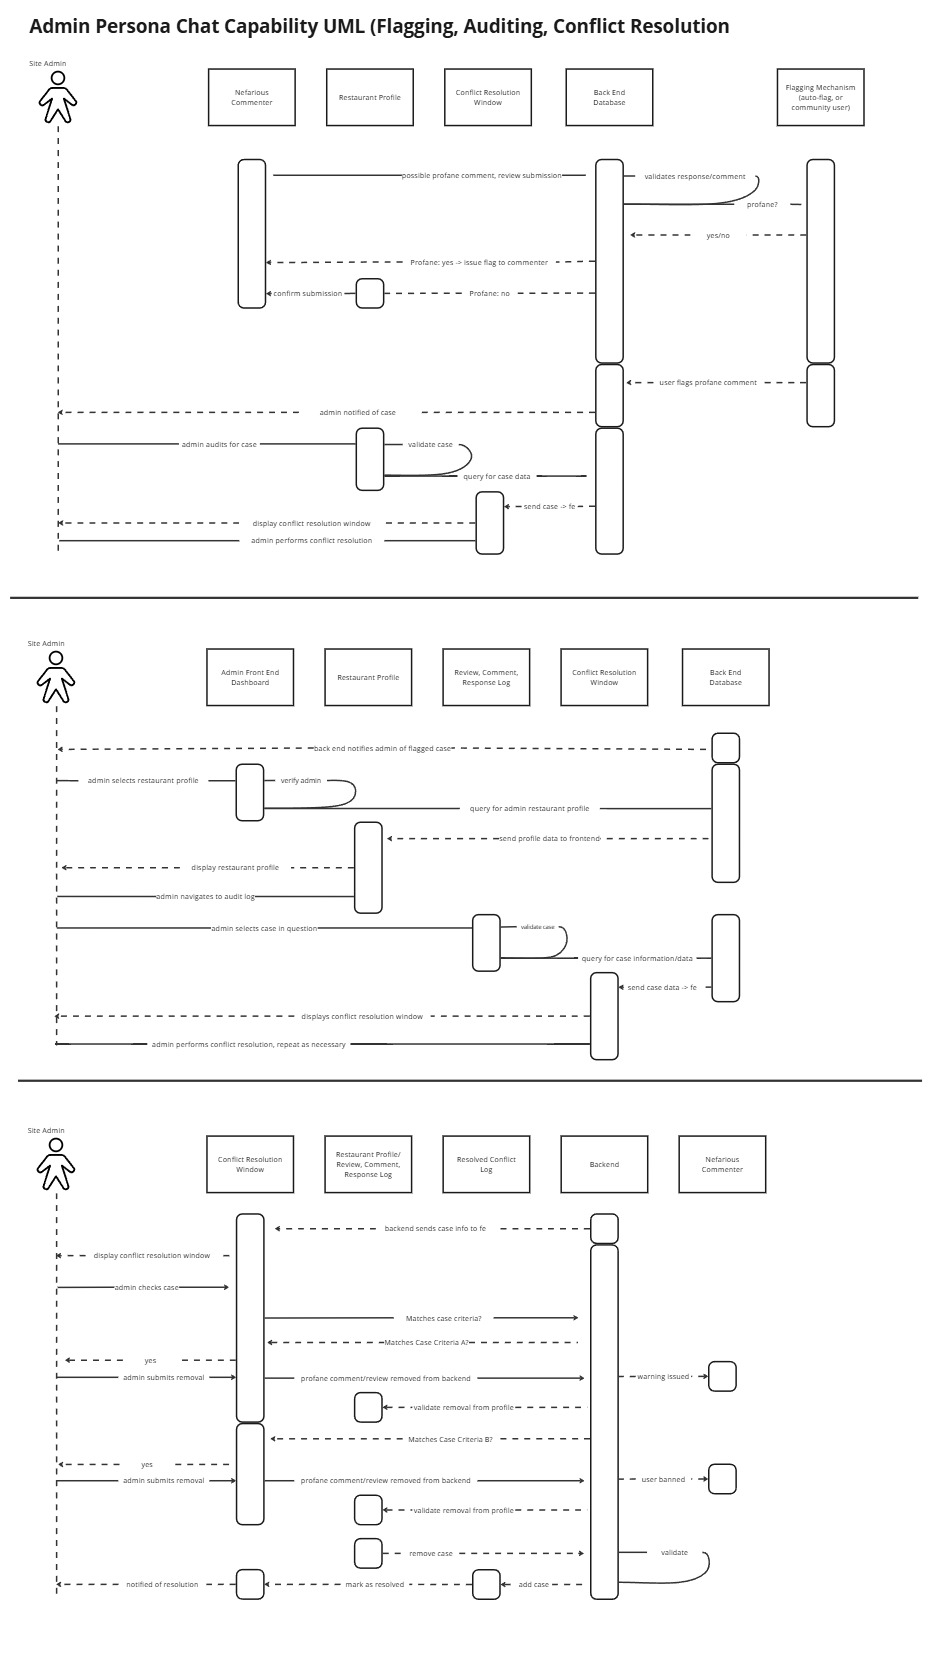 Admin Persona Chat Capability UML (Flagging, Auditing, Conflict Resolution
Site Admin
Nefarious
Commenter
Restaurant Profile
Conflict Resolution
Window
Back End
Database
Flagging Mechanism
(auto-flag, or
community user)
possible profane comment, review submission
validates response/comment
profane?
yes/no
Profane: yes -> issue flag to commenter
confirm submission
Profane: no
user flags profane comment
admin notified of case
admin audits for case
validate case
query for case data
send case -> fe
display conflict resolution window
admin performs conflict resolution
Site Admin
Admin Front End
Dashboard
Restaurant Profile
Review, Comment,
Response Log
Conflict Resolution
Window
Back End
Database
back end notifies admin of flagged case
admin selects restaurant profile
verify admin
query for admin restaurant profile
send profile data to frontend
display restaurant profile
admin navigates to audit log
admin selects case in question
validate case
query for case information/data
send case data -> fe
displays conflict resolution window
admin performs conflict resolution, repeat as necessary
Site Admin
Conflict Resolution
Window
Restaurant Profile/
Review, Comment,
Response Log
Resolved Conflict
Log
Backend
Nefarious
Commenter
backend sends case info to fe
display conflict resolution window
admin checks case
Matches case criteria?
Matches Case Criteria A?
yes
admin submits removal
profane comment/review removed from backend
warning issued
validate removal from profile
Matches Case Criteria B?
yes
admin submits removal
profane comment/review removed from backend
user banned
validate removal from profile
remove case
validate
notified of resolution
mark as resolved
add case